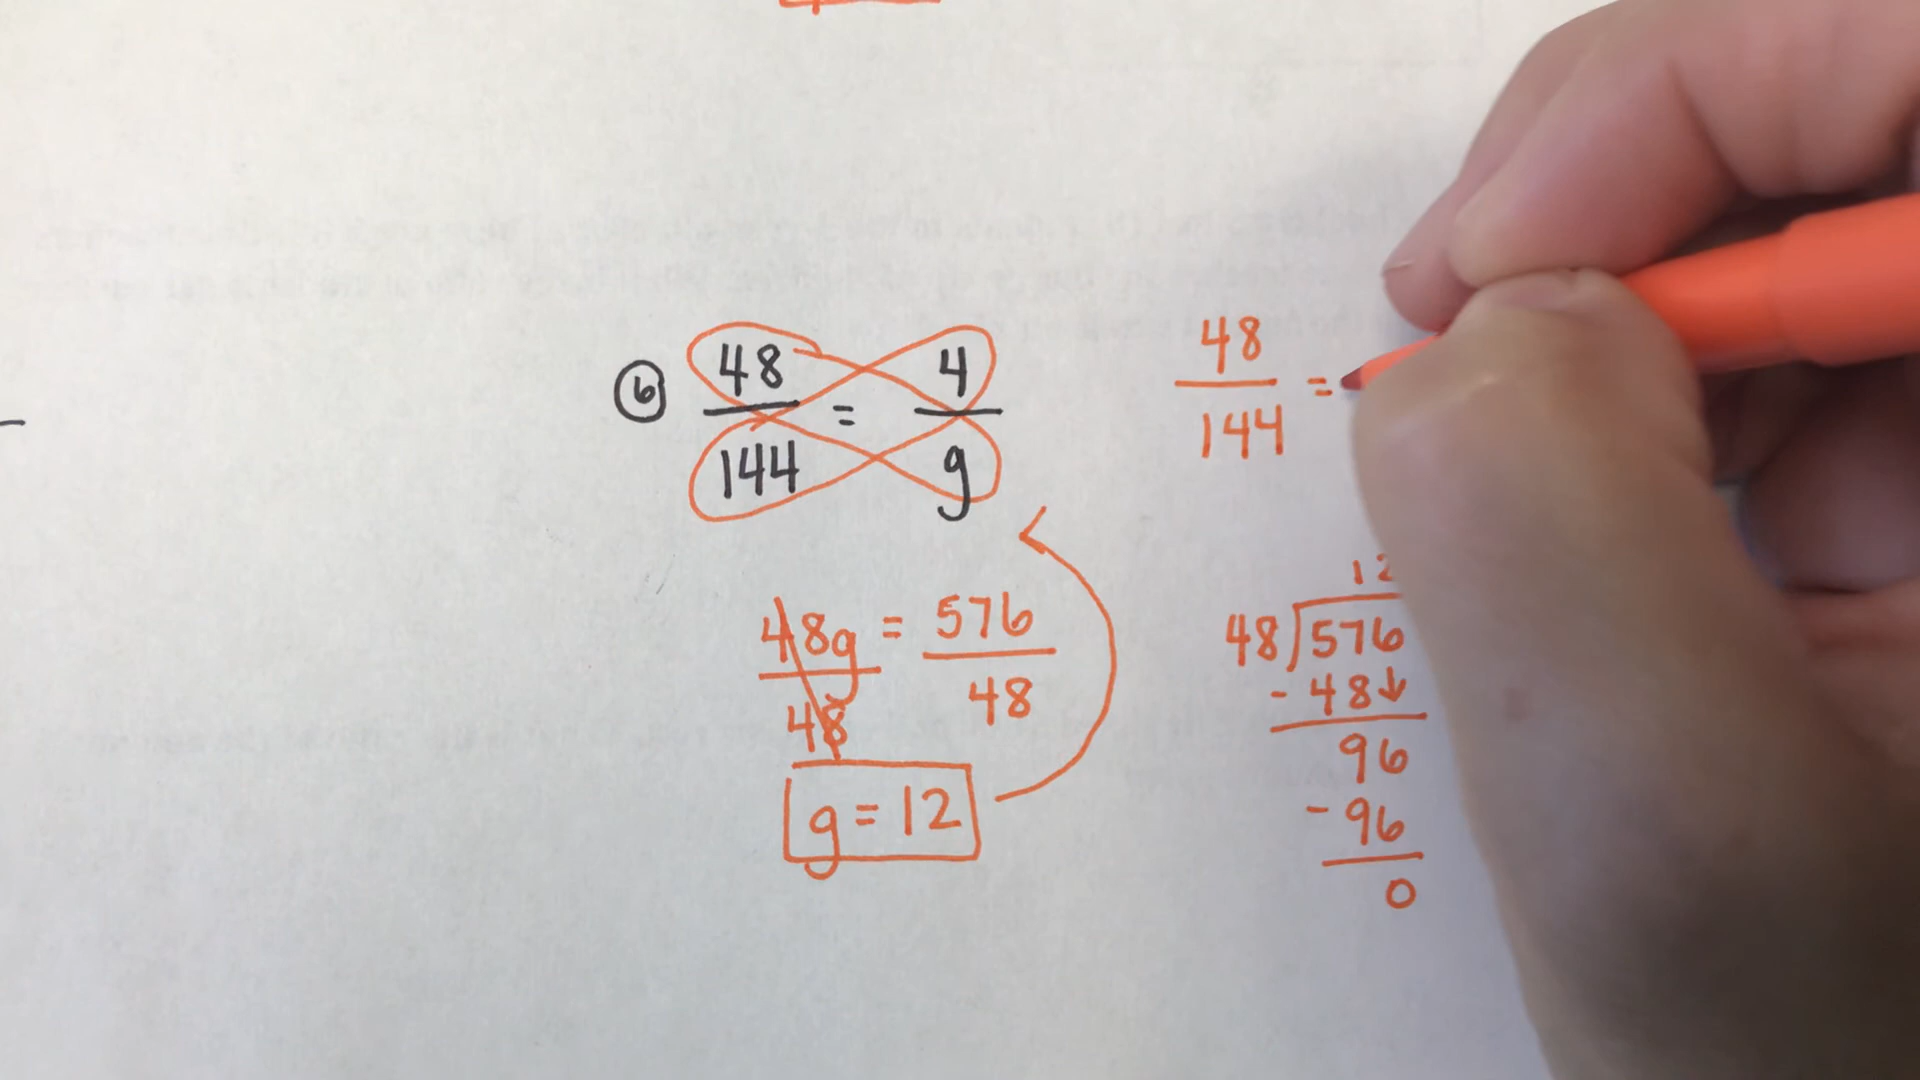 6 48/144 = 4/g
48g/48 = 576/48
g = 12
48/144 =
12
48)576
- 48↓
96
- 96
0